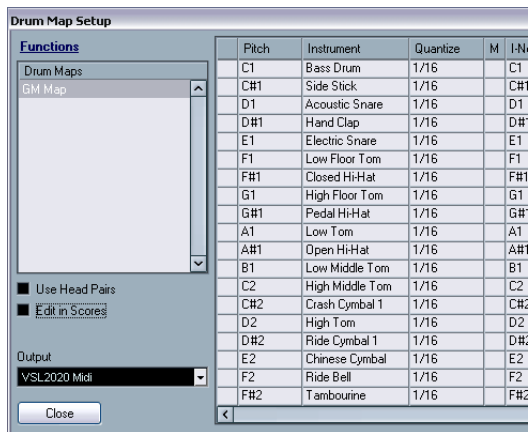 Drum Map Setup
Functions
Drum Maps
GM Map
Use Head Pairs
Edit in Scores
Output
VSL2020 Midi
Close
Pitch Instrument Quantize M
C1 Bass Drum 1/16 C1
C#1 Side Stick 1/16 C#1
D1 Acoustic Snare 1/16 D1
D#1 Hand Clap 1/16 D#1
E1 Electric Snare 1/16 E1
F1 Low Floor Tom 1/16 F1
F#1 Closed Hi-Hat 1/16 F#1
G1 High Floor Tom 1/16 G1
G#1 Pedal Hi-Hat 1/16 G#1
A1 Low Tom 1/16 A1
A#1 Open Hi-Hat 1/16 A#1
B1 Low Middle Tom 1/16 B1
C2 High Middle Tom 1/16 C2
C#2 Crash Cymbal 1 1/16 C#2
D2 High Tom 1/16 D2
D#2 Ride Cymbal 1 1/16 D#2
E2 Chinese Cymbal 1/16 E2
F2 Ride Bell 1/16 F2
F#2 Tambourine 1/16 F#2